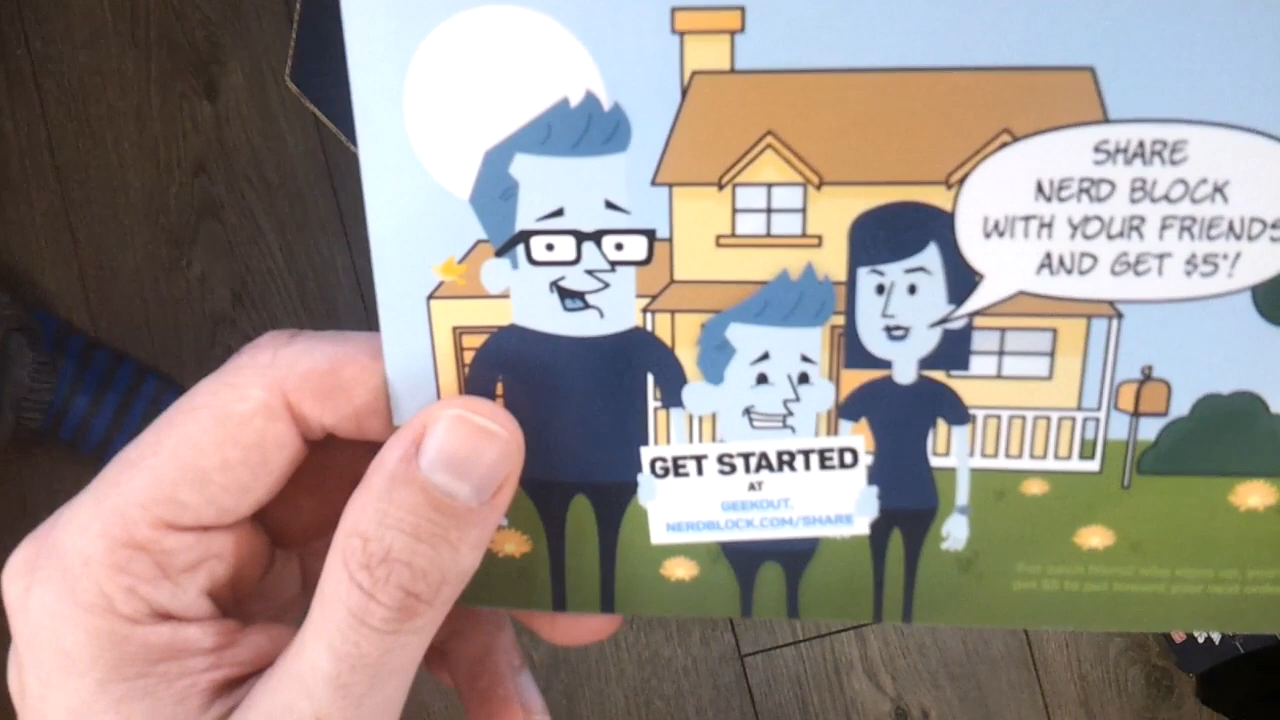 SHARE
NERD BLOCK
WITH YOUR FRIENDS
AND GET $5*!
GET STARTED
AT
GEEKOUT.
NERDBLOCK.COM/SHARE